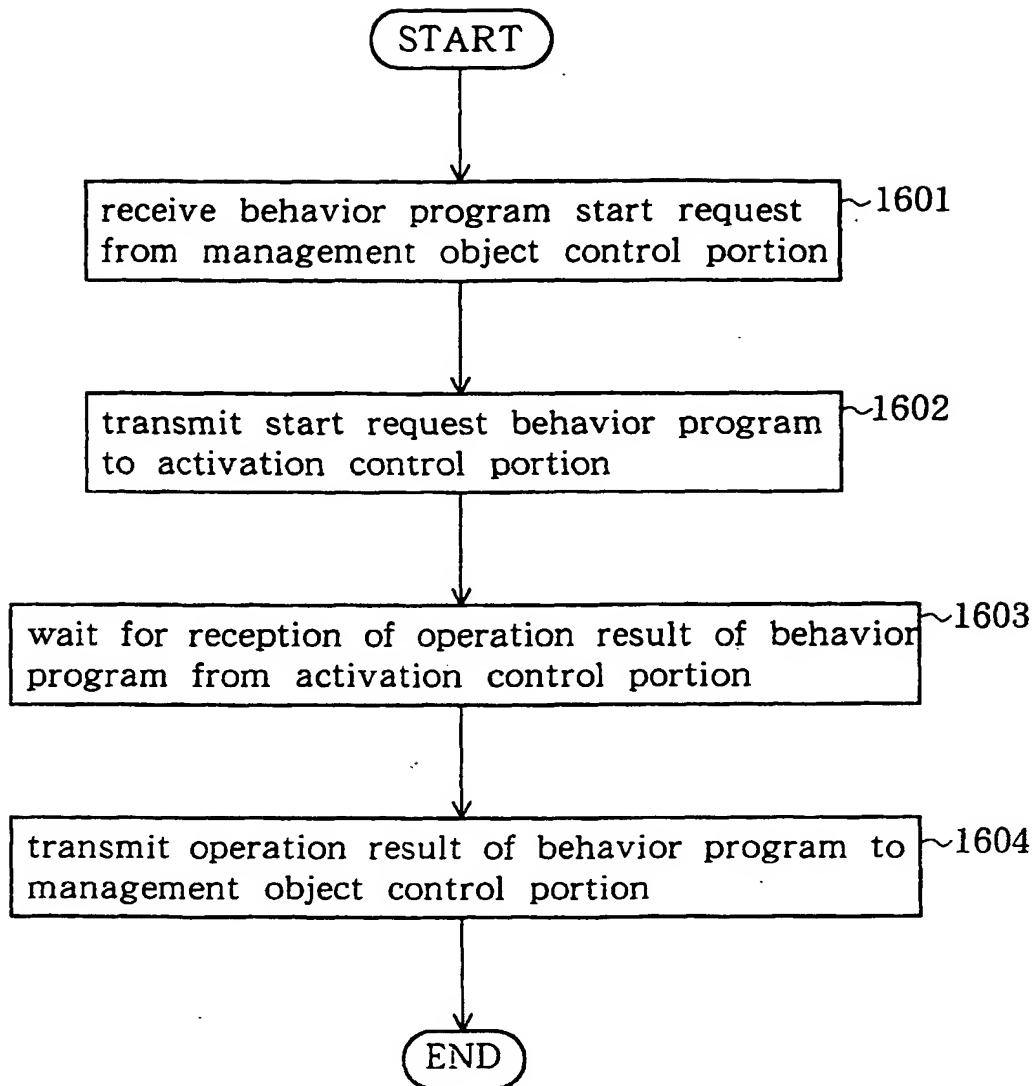 START
receive behavior program start request
from management object control portion
1601
transmit start request behavior program
to activation control portion
1602
wait for reception of operation result of behavior
program from activation control portion
1603
transmit operation result of behavior program to
management object control portion
1604
END